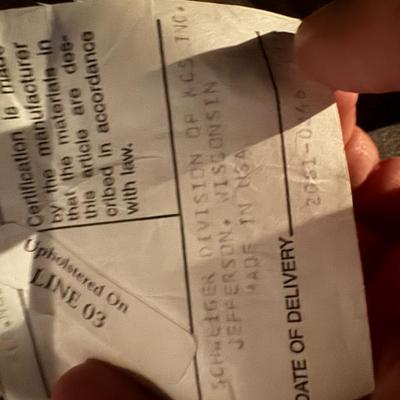 Certification is made
by the manufacturer
that the materials in
this article are des-
cribed in accordance
with law.
Upholstered On
LINE 03
SCHWEIGER DIVISION OF KCS INC.
JEFFERSON, WISCONSIN
MADE IN USA
DATE OF DELIVERY